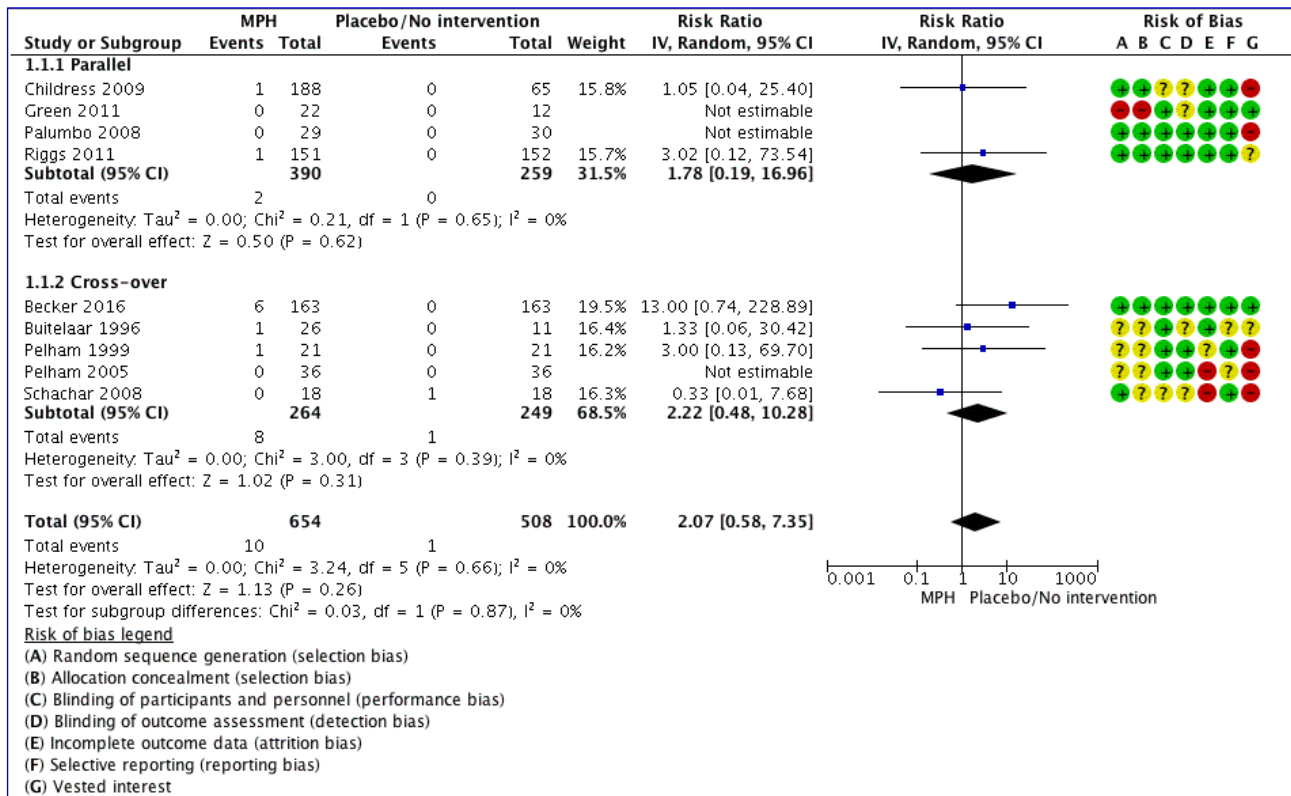 MPH Placebo/No intervention Risk Ratio Risk Ratio Risk of Bias
Study or Subgroup Events Total Events Total Weight IV, Random, 95% CI IV, Random, 95% CI A B C D E F G
1.1.1 Parallel
Childress 2009 1 188 0 65 15.8% 1.05 [0.04, 25.40] + + ? ? + + -
Green 2011 0 22 0 12 Not estimable - - + ? + + +
Palumbo 2008 0 29 0 30 Not estimable + + + + + + -
Riggs 2011 1 151 0 152 15.7% 3.02 [0.12, 73.54] + + + + + + ?
Subtotal (95% CI) 390 259 31.5% 1.78 [0.19, 16.96]
Total events 2 0
Heterogeneity: Tau² = 0.00; Chi² = 0.21, df = 1 (P = 0.65); I² = 0%
Test for overall effect: Z = 0.50 (P = 0.62)
1.1.2 Cross-over
Becker 2016 6 163 0 163 19.5% 13.00 [0.74, 228.89] + + + + + + +
Buitelaar 1996 1 26 0 11 16.4% 1.33 [0.06, 30.42] ? ? + ? + ? ?
Pelham 1999 1 21 0 21 16.2% 3.00 [0.13, 69.70] ? ? + + ? + -
Pelham 2005 0 36 0 36 Not estimable ? ? + + - ? -
Schachar 2008 0 18 1 18 16.3% 0.33 [0.01, 7.68] + ? ? ? - + -
Subtotal (95% CI) 264 249 68.5% 2.22 [0.48, 10.28]
Total events 8 1
Heterogeneity: Tau² = 0.00; Chi² = 3.00, df = 3 (P = 0.39); I² = 0%
Test for overall effect: Z = 1.02 (P = 0.31)
Total (95% CI) 654 508 100.0% 2.07 [0.58, 7.35]
Total events 10 1
Heterogeneity: Tau² = 0.00; Chi² = 3.24, df = 5 (P = 0.66); I² = 0%
Test for overall effect: Z = 1.13 (P = 0.26)
Test for subgroup differences: Chi² = 0.03, df = 1 (P = 0.87), I² = 0%
0.001 0.1 1 10 1000
MPH Placebo/No intervention
Risk of bias legend
(A) Random sequence generation (selection bias)
(B) Allocation concealment (selection bias)
(C) Blinding of participants and personnel (performance bias)
(D) Blinding of outcome assessment (detection bias)
(E) Incomplete outcome data (attrition bias)
(F) Selective reporting (reporting bias)
(G) Vested interest